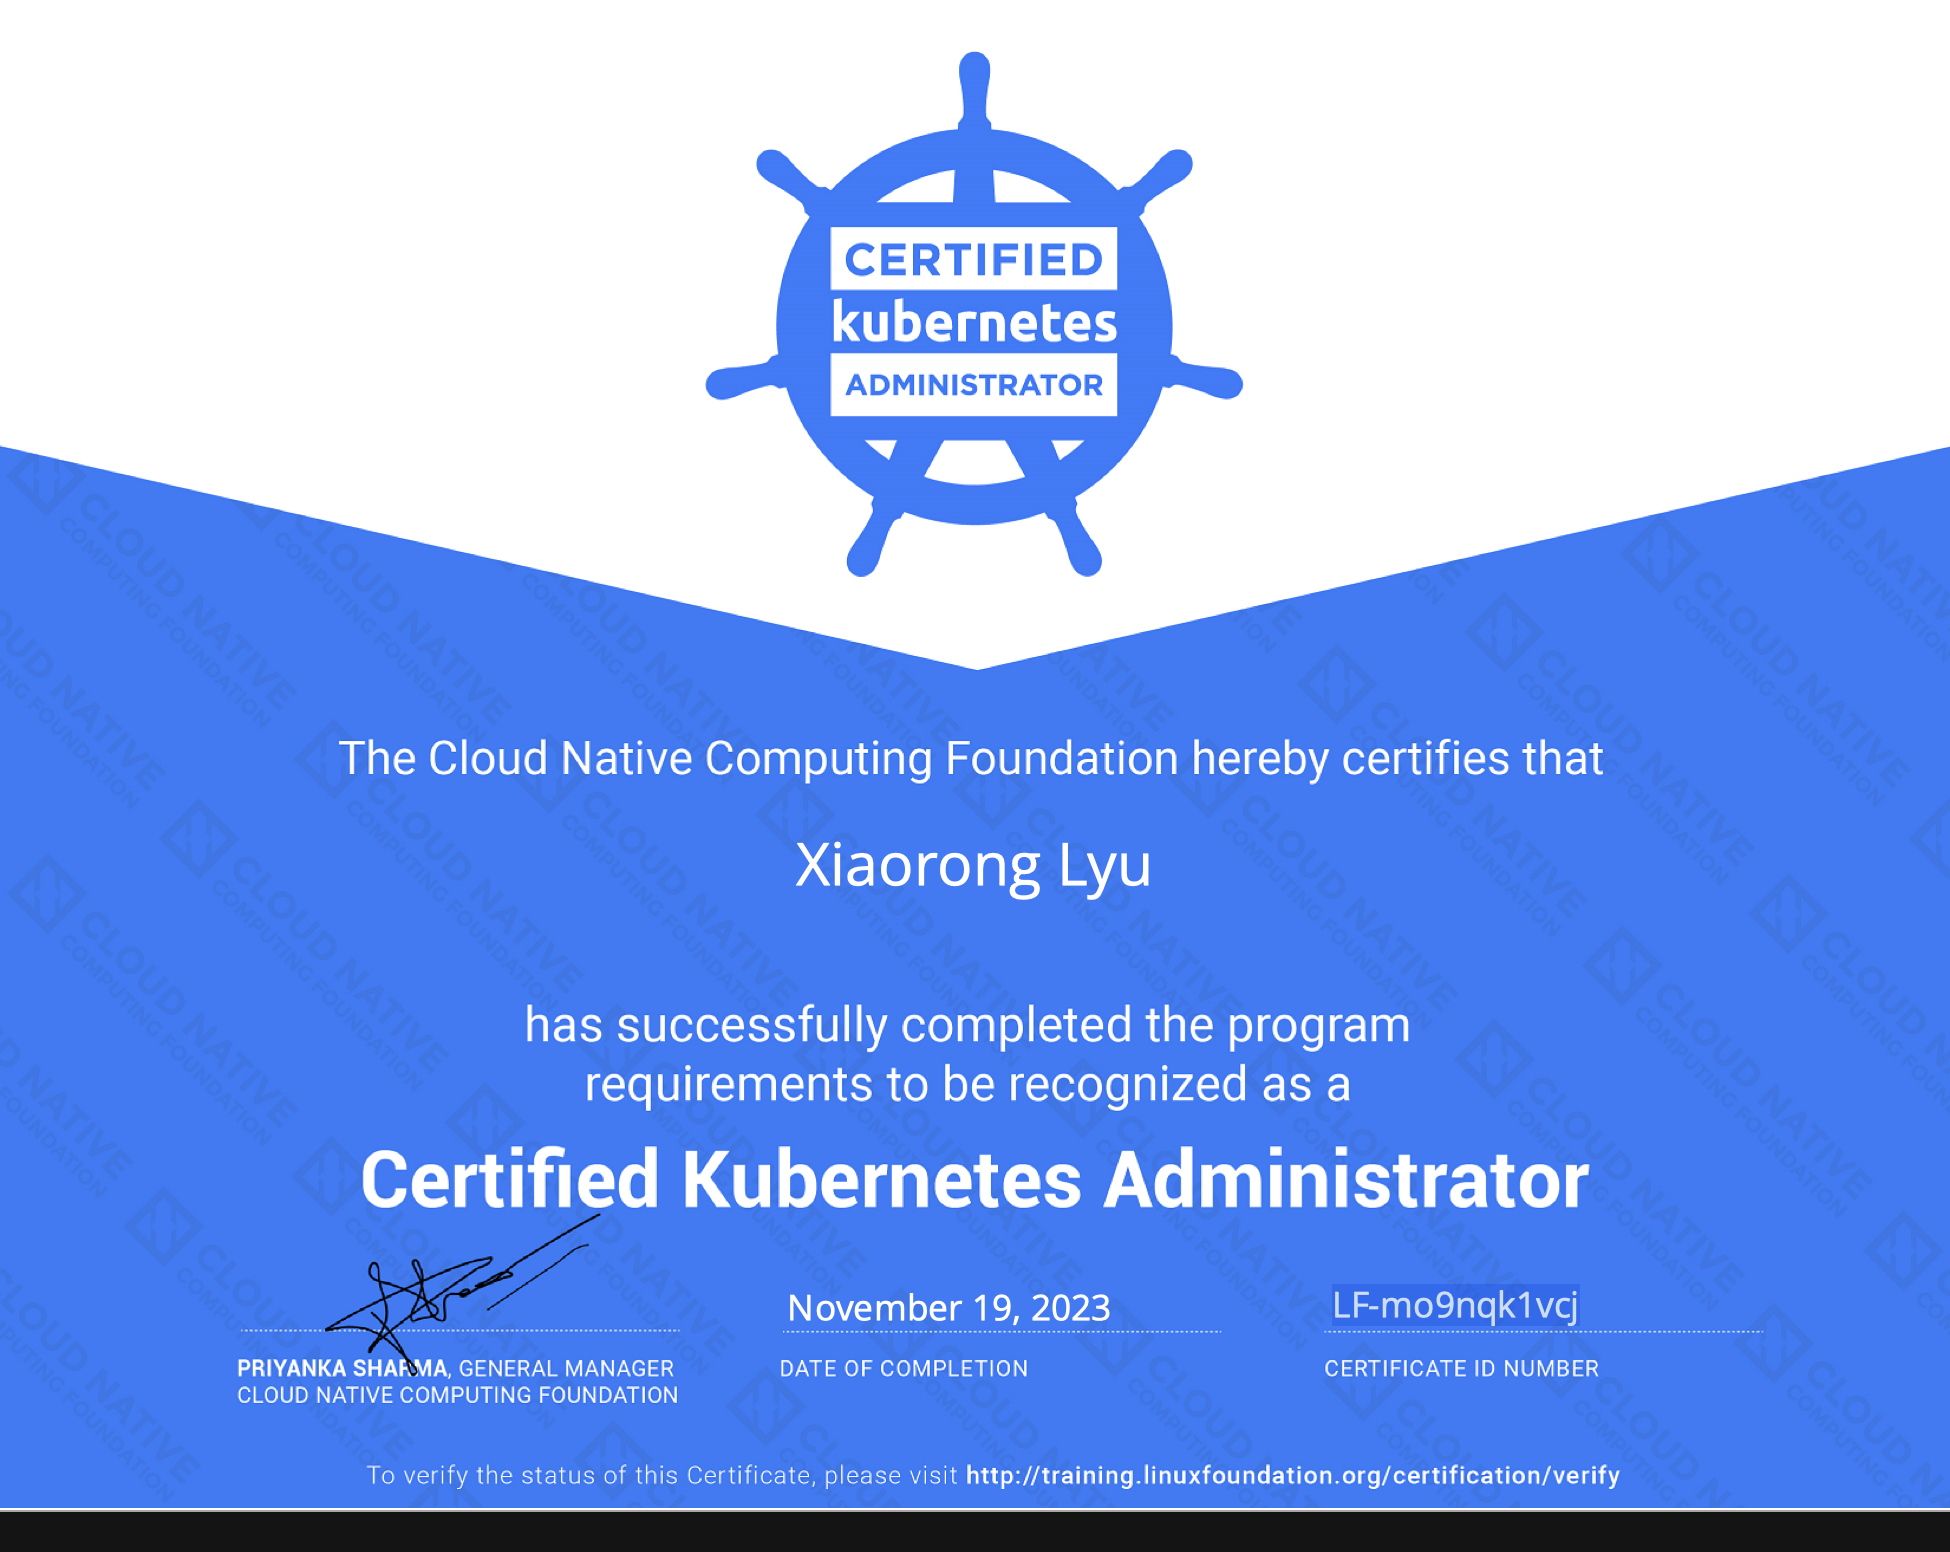 CERTIFIED
kubernetes
ADMINISTRATOR
The Cloud Native Computing Foundation hereby certifies that
Xiaorong Lyu
has successfully completed the program
requirements to be recognized as a
Certified Kubernetes Administrator
November 19, 2023
LF-mo9nqk1vcj
PRIYANKA SHARMA, GENERAL MANAGER
CLOUD NATIVE COMPUTING FOUNDATION
DATE OF COMPLETION
CERTIFICATE ID NUMBER
To verify the status of this Certificate, please visit http://training.linuxfoundation.org/certification/verify